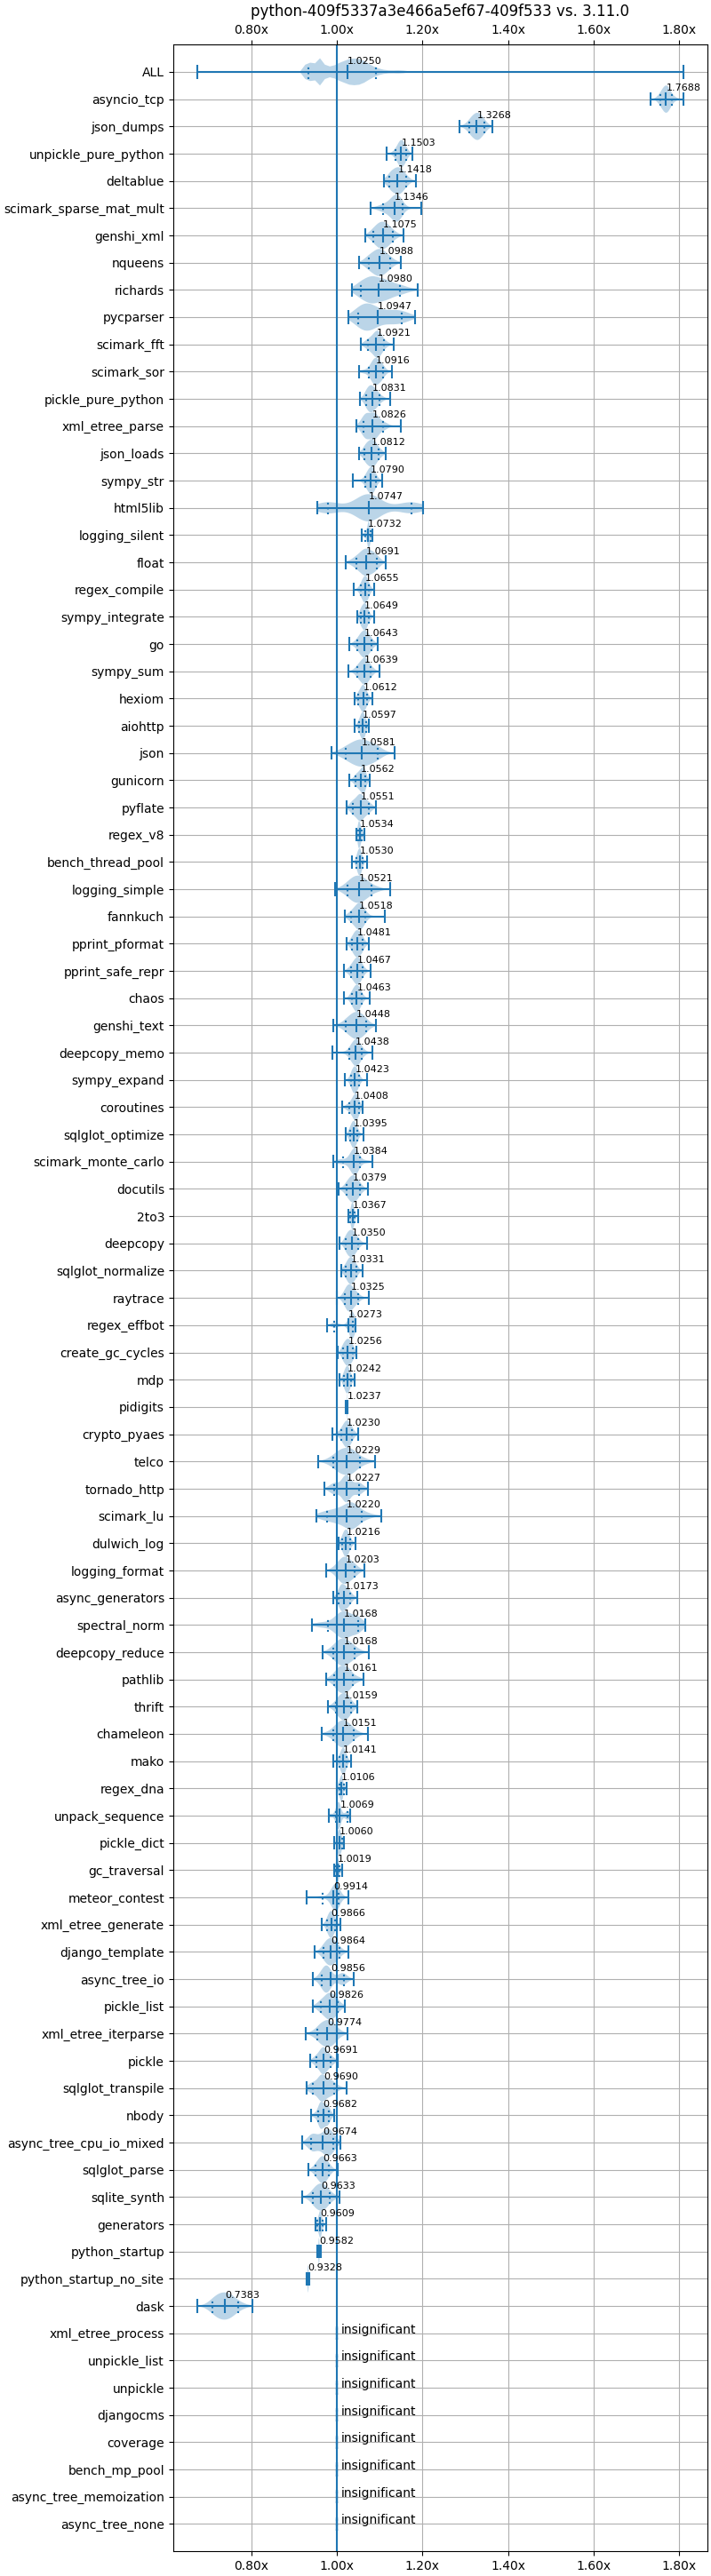 python-409f5337a3e466a5ef67-409f533 vs. 3.11.0
0.80x 1.00x 1.20x 1.40x 1.60x 1.80x
ALL 1.0250
asyncio_tcp 1.7688
json_dumps 1.3268
unpickle_pure_python 1.1503
deltablue 1.1418
scimark_sparse_mat_mult 1.1346
genshi_xml 1.1075
nqueens 1.0988
richards 1.0980
pycparser 1.0947
scimark_fft 1.0921
scimark_sor 1.0916
pickle_pure_python 1.0831
xml_etree_parse 1.0826
json_loads 1.0812
sympy_str 1.0790
html5lib 1.0747
logging_silent 1.0732
float 1.0691
regex_compile 1.0655
sympy_integrate 1.0649
go 1.0643
sympy_sum 1.0639
hexiom 1.0612
aiohttp 1.0597
json 1.0581
gunicorn 1.0562
pyflate 1.0551
regex_v8 1.0534
bench_thread_pool 1.0530
logging_simple 1.0521
fannkuch 1.0518
pprint_pformat 1.0481
pprint_safe_repr 1.0467
chaos 1.0463
genshi_text 1.0448
deepcopy_memo 1.0438
sympy_expand 1.0423
coroutines 1.0408
sqlglot_optimize 1.0395
scimark_monte_carlo 1.0384
docutils 1.0379
2to3 1.0367
deepcopy 1.0350
sqlglot_normalize 1.0331
raytrace 1.0325
regex_effbot 1.0273
create_gc_cycles 1.0256
mdp 1.0242
pidigits 1.0237
crypto_pyaes 1.0230
telco 1.0229
tornado_http 1.0227
scimark_lu 1.0220
dulwich_log 1.0216
logging_format 1.0203
async_generators 1.0173
spectral_norm 1.0168
deepcopy_reduce 1.0168
pathlib 1.0161
thrift 1.0159
chameleon 1.0151
mako 1.0141
regex_dna 1.0106
unpack_sequence 1.0069
pickle_dict 1.0060
gc_traversal 1.0019
meteor_contest 0.9914
xml_etree_generate 0.9866
django_template 0.9864
async_tree_io 0.9856
pickle_list 0.9826
xml_etree_iterparse 0.9774
pickle 0.9691
sqlglot_transpile 0.9690
nbody 0.9682
async_tree_cpu_io_mixed 0.9674
sqlglot_parse 0.9663
sqlite_synth 0.9633
generators 0.9609
python_startup 0.9582
python_startup_no_site 0.9328
dask 0.7383
xml_etree_process insignificant
unpickle_list insignificant
unpickle insignificant
djangocms insignificant
coverage insignificant
bench_mp_pool insignificant
async_tree_memoization insignificant
async_tree_none insignificant
0.80x 1.00x 1.20x 1.40x 1.60x 1.80x